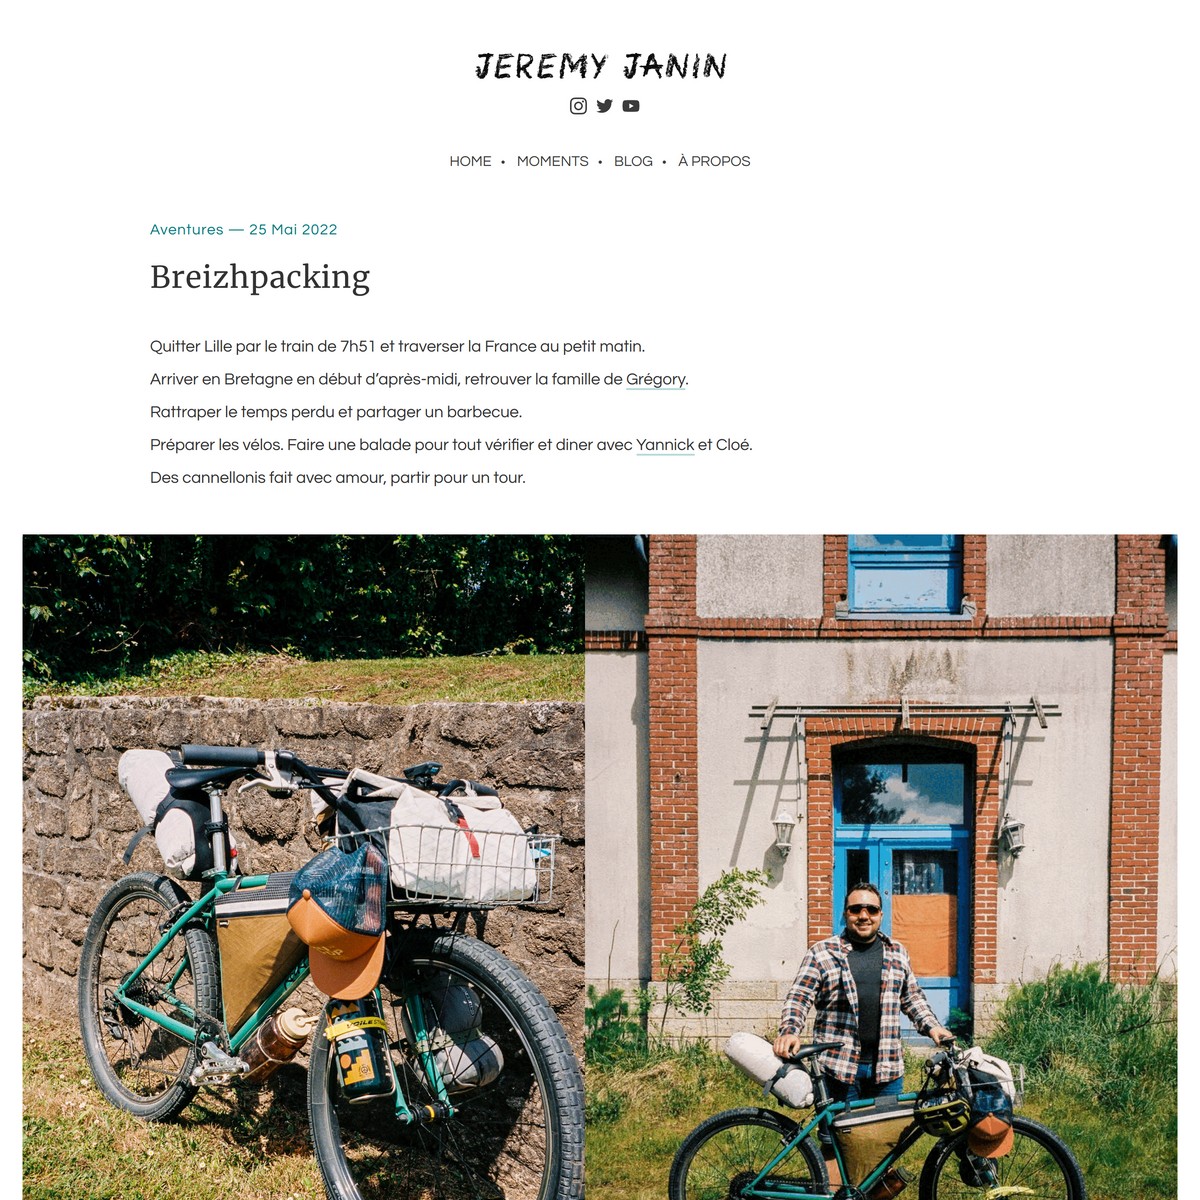 JEREMY JANIN
HOME • MOMENTS • BLOG • À PROPOS
Aventures — 25 Mai 2022
Breizhpacking
Quitter Lille par le train de 7h51 et traverser la France au petit matin.
Arriver en Bretagne en début d’après-midi, retrouver la famille de Grégory.
Rattraper le temps perdu et partager un barbecue.
Préparer les vélos. Faire une balade pour tout vérifier et diner avec Yannick et Cloé.
Des cannellonis fait avec amour, partir pour un tour.
VOILE